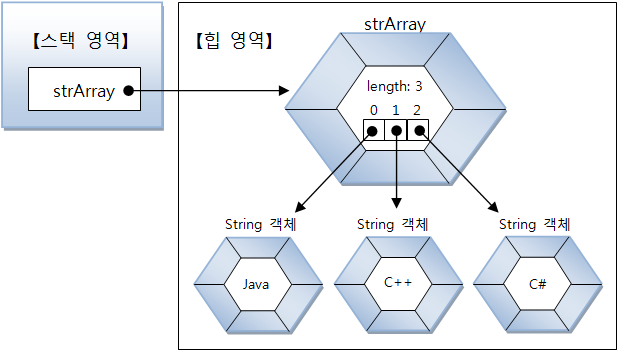 【스택 영역】
strArray
【힙 영역】
strArray
length: 3
0 1 2
String 객체
String 객체
String 객체
Java
C++
C#